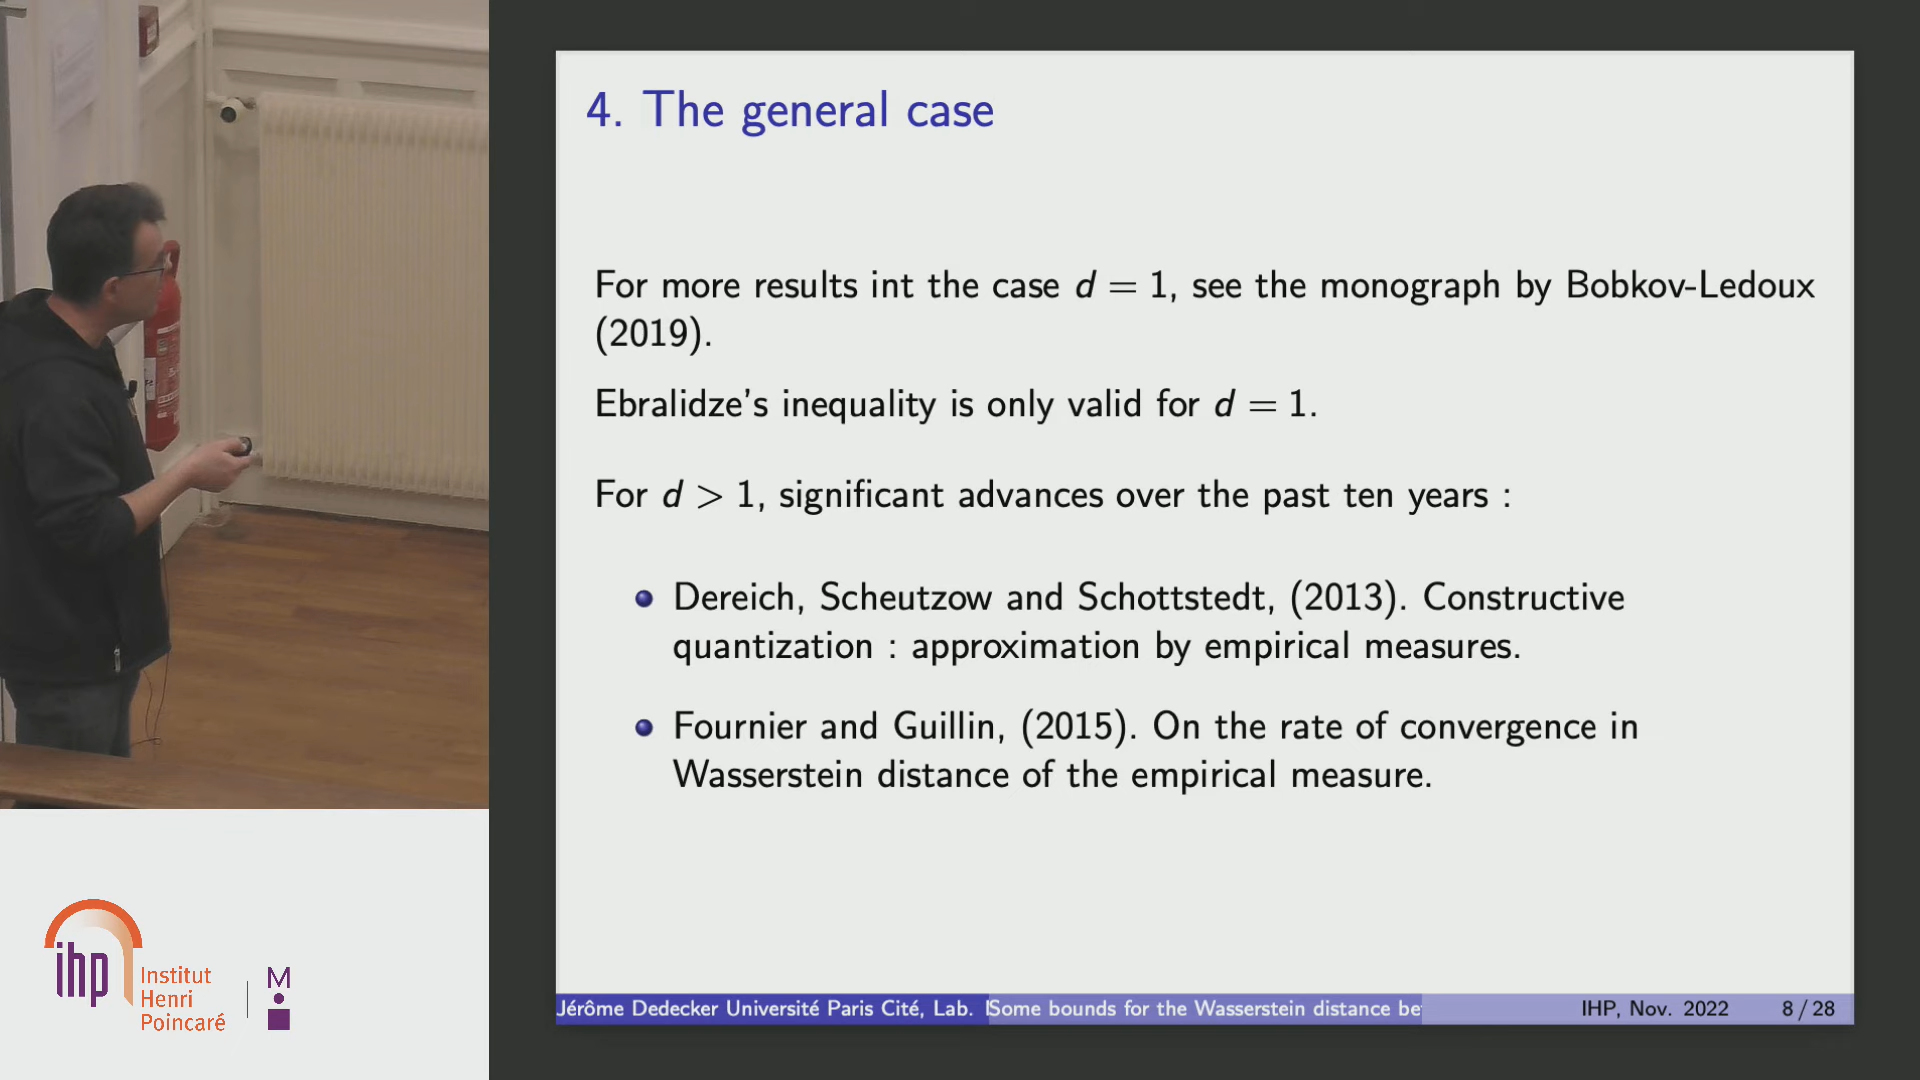 4. The general case
For more results int the case d = 1, see the monograph by Bobkov-Ledoux
(2019).
Ebralidze's inequality is only valid for d = 1.
For d > 1, significant advances over the past ten years :
Dereich, Scheutzow and Schottstedt, (2013). Constructive
quantization : approximation by empirical measures.
Fournier and Guillin, (2015). On the rate of convergence in
Wasserstein distance of the empirical measure.
Jérôme Dedecker Université Paris Cité, Lab. Some bounds for the Wasserstein distance be IHP, Nov. 2022 8 / 28
ihp
Institut
Henri
Poincaré
M